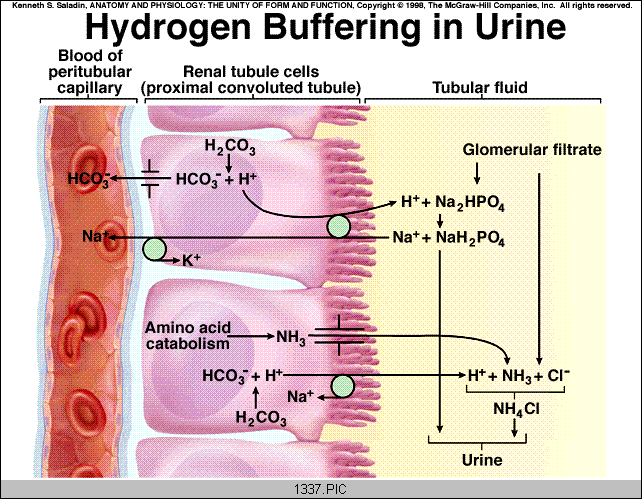 Kenneth S. Saladin, ANATOMY AND PHYSIOLOGY: THE UNITY OF FORM AND FUNCTION, Copyright © 1998, The McGraw-Hill Companies, Inc. All rights reserved.
Hydrogen Buffering in Urine
Blood of
peritubular
capillary
Renal tubule cells
(proximal convoluted tubule)
Tubular fluid
Glomerular filtrate
H₂CO₃
HCO₃⁻
HCO₃⁻ + H⁺
H⁺ + Na₂HPO₄
Na⁺
Na⁺ + NaH₂PO₄
K⁺
Amino acid
catabolism
NH₃
HCO₃⁻ + H⁺
H⁺ + NH₃ + Cl⁻
Na⁺
H₂CO₃
NH₄Cl
Urine
1337.PIC